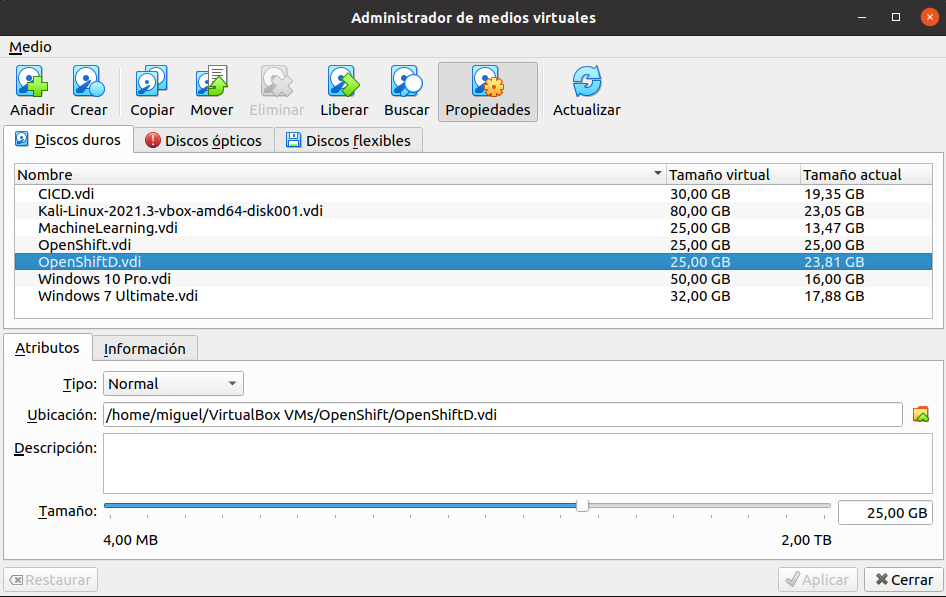 Administrador de medios virtuales
Medio
Añadir Crear Copiar Mover Eliminar Liberar Buscar Propiedades Actualizar
Discos duros Discos ópticos Discos flexibles
Nombre Tamaño virtual Tamaño actual
CICD.vdi 30,00 GB 19,35 GB
Kali-Linux-2021.3-vbox-amd64-disk001.vdi 80,00 GB 23,05 GB
MachineLearning.vdi 25,00 GB 13,47 GB
OpenShift.vdi 25,00 GB 25,00 GB
OpenShiftD.vdi 25,00 GB 23,81 GB
Windows 10 Pro.vdi 50,00 GB 16,00 GB
Windows 7 Ultimate.vdi 32,00 GB 17,88 GB
Atributos Información
Tipo: Normal
Ubicación: /home/miguel/VirtualBox VMs/OpenShift/OpenShiftD.vdi
Descripción:
Tamaño: 25,00 GB
4,00 MB 2,00 TB
Restaurar Aplicar Cerrar